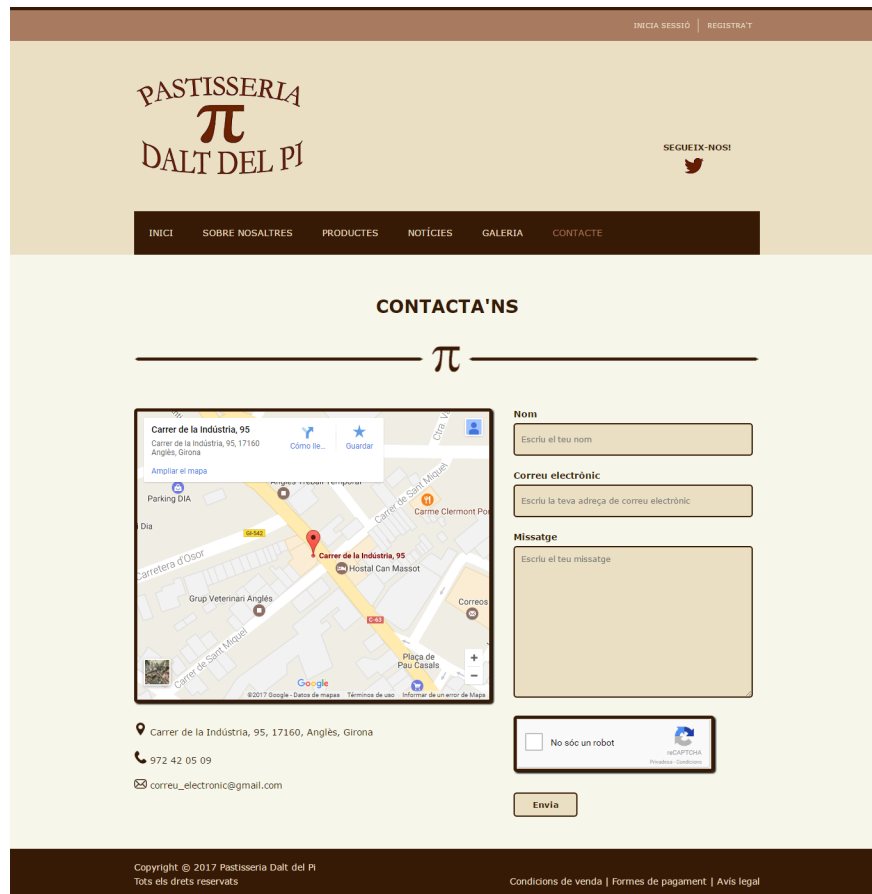 INICIA SESSIÓ | REGISTRA'T
PASTISSERIA
π
DALT DEL PI
SEGUEIX-NOS!
INICI SOBRE NOSALTRES PRODUCTES NOTÍCIES GALERIA CONTACTE
CONTACTA'NS
π
Carrer de la Indústria, 95
Carrer de la Indústria, 95, 17160
Anglès, Girona
Ampliar el mapa
Cómo lle...
Guardar
Ctra.
Parking DIA
Carrer de Sant Miquel
Carme Clermont
Dia
GI-542
Carretera d'Osor
Carrer de la Indústria, 95
Hostal Can Massot
Grup Veterinari Anglès
Correos
C-63
Carrer de Sant Miquel
Plaça de
Pau Casals
+
−
Google
©2017 Google - Datos de mapas Términos de uso Informar de un error de Maps
Carrer de la Indústria, 95, 17160, Anglès, Girona
972 42 05 09
correu_electronic@gmail.com
Nom
Escriu el teu nom
Correu electrònic
Escriu la teva adreça de correu electrònic
Missatge
Escriu el teu missatge
No sóc un robot
reCAPTCHA
Privadesa - Condicions
Envia
Copyright © 2017 Pastisseria Dalt del Pi
Tots els drets reservats
Condicions de venda | Formes de pagament | Avís legal